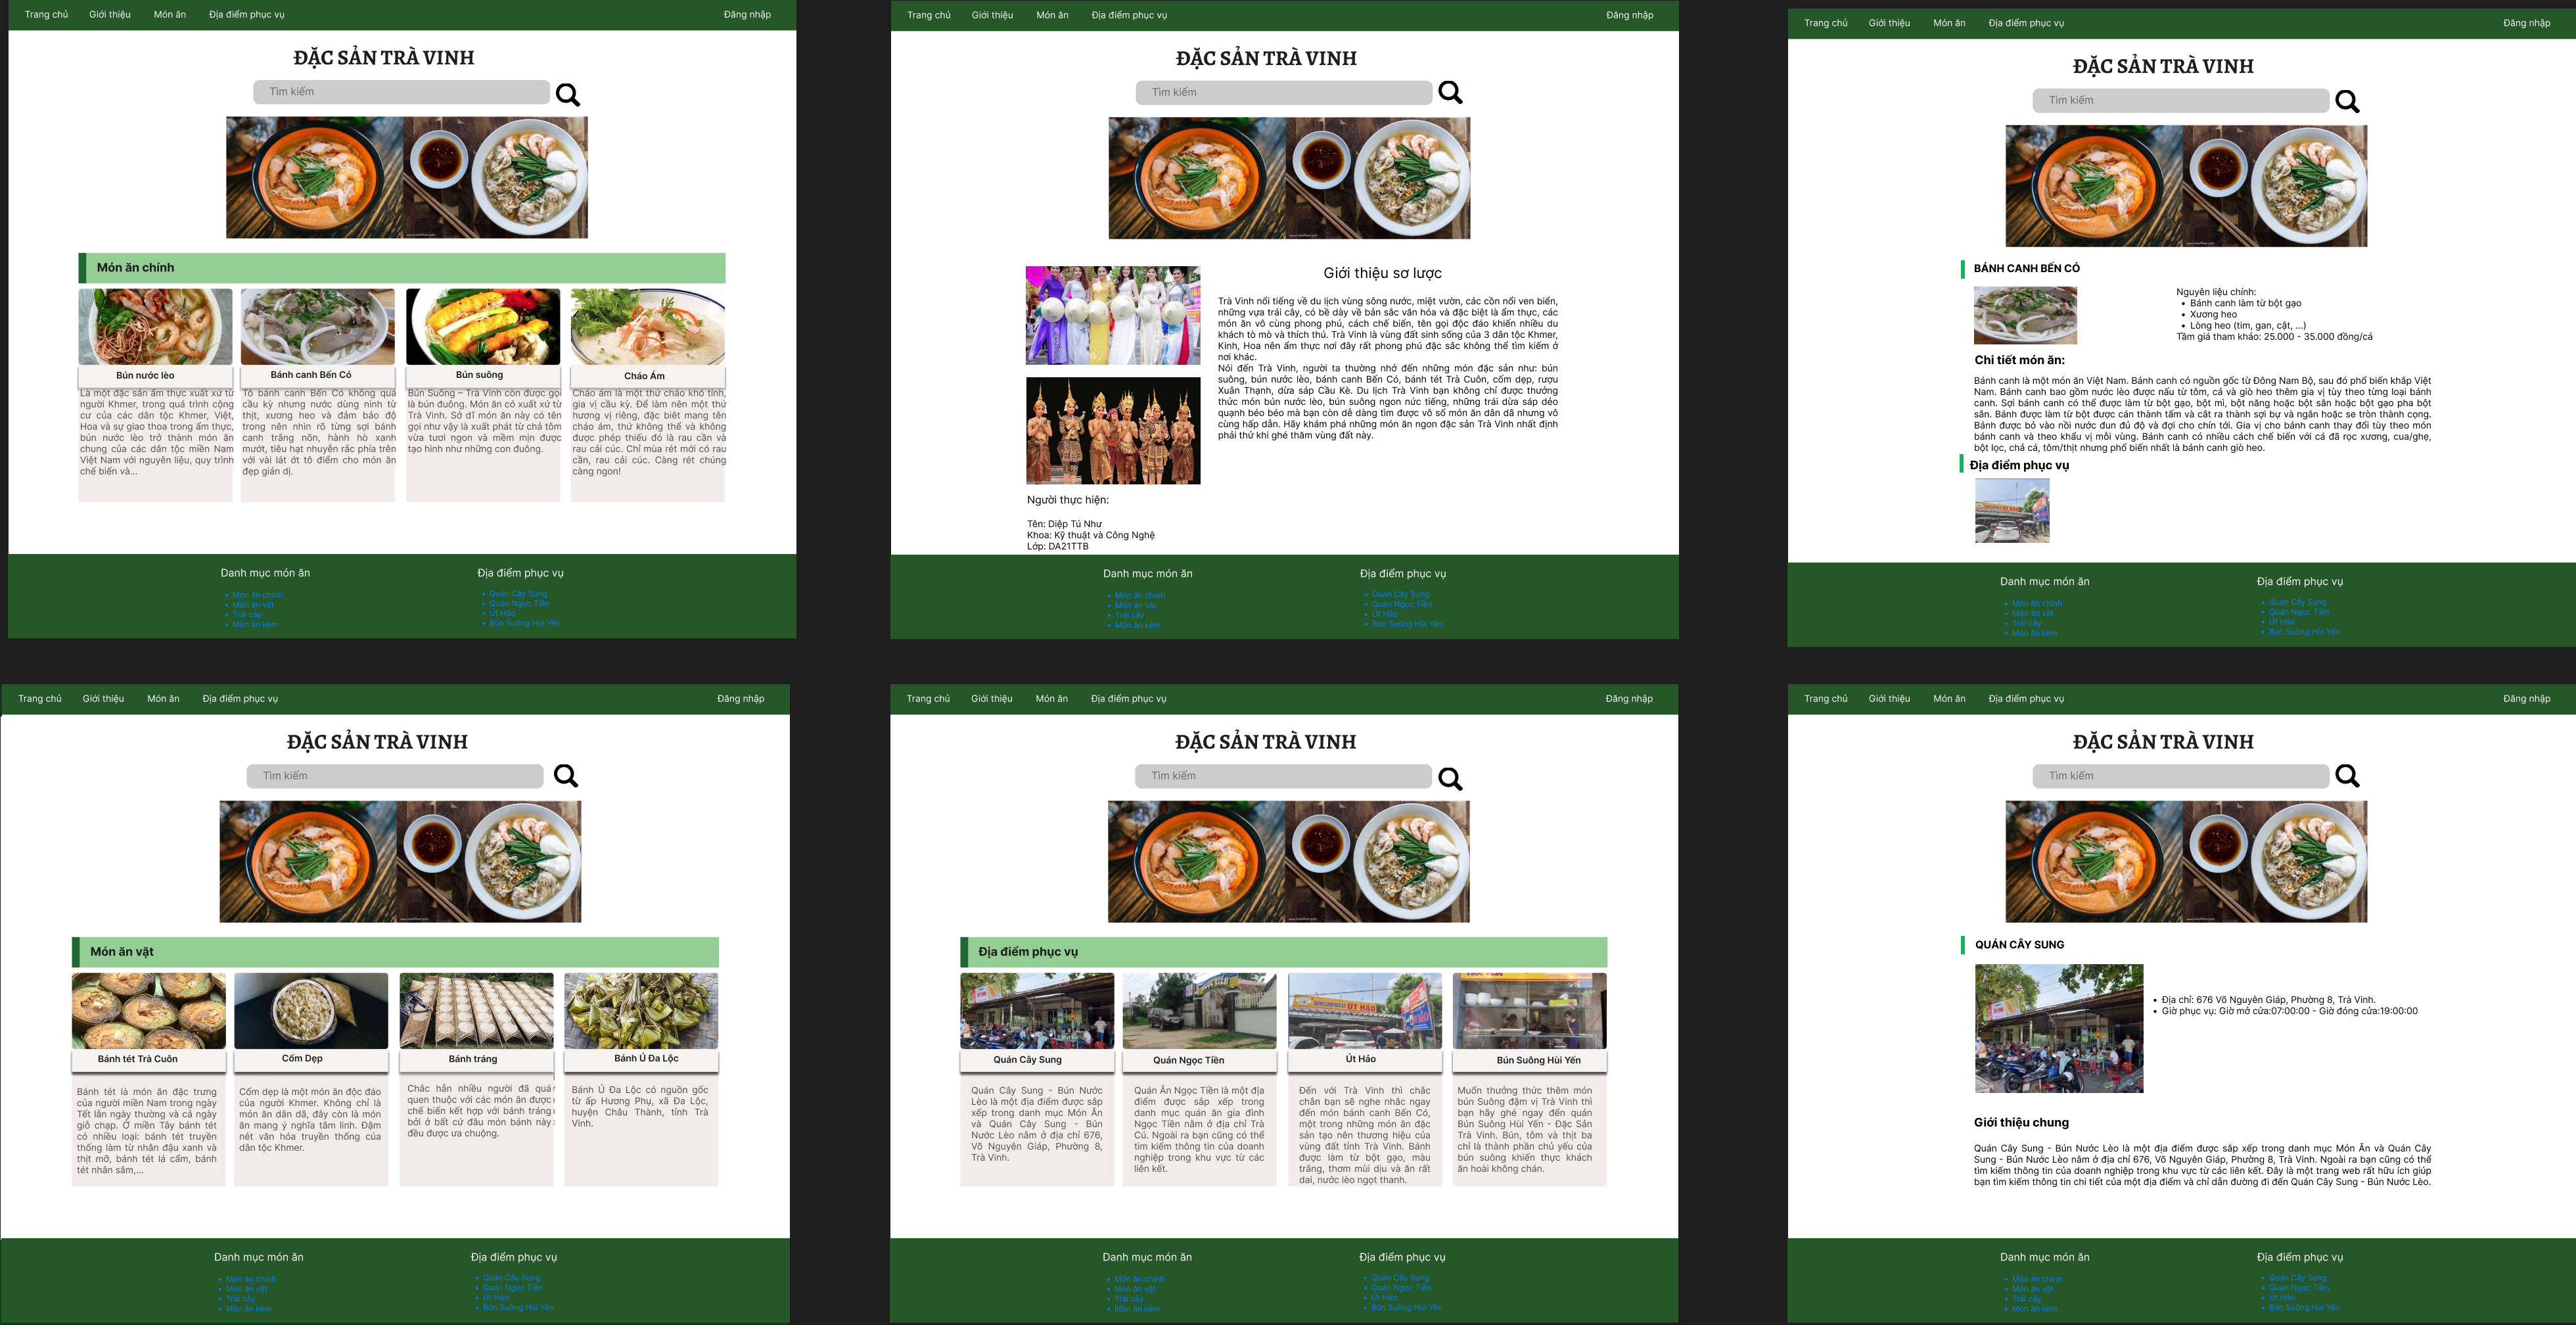 Trang chủ Giới thiệu Món ăn Địa điểm phục vụ Đăng nhập
ĐẶC SẢN TRÀ VINH
Tìm kiếm
Món ăn chính
Bún nước lèo
Là một đặc sản ẩm thực xuất xứ từ
người Khmer, trong quá trình cộng
cư của các dân tộc Khmer, Việt,
Hoa và sự giao thoa trong ẩm thực,
bún nước lèo trở thành món ăn
chung của các dân tộc miền Nam
Việt Nam với nguyên liệu, quy trình
chế biến và...
Bánh canh Bến Có
Tô bánh canh Bến Có không quá
cầu kỳ nhưng nước dùng ninh từ
thịt, xương heo và đảm bảo độ
trong nên nhìn rõ từng sợi bánh
canh trắng nõn, hành hò xanh
mướt, tiêu hạt nhuyễn rắc phía trên
với vài lát ớt tô điểm cho món ăn
đẹp giản dị.
Bún suông
Bún Suông – Trà Vinh còn được gọi
là bún đuông. Món ăn có xuất xứ từ
Trà Vinh. Sở dĩ món ăn này có tên
gọi như vậy là xuất phát từ chả tôm
vừa tươi ngon và mềm mịn được
tạo hình như những con đuông.
Cháo Ám
Cháo ám là một thứ cháo khó tính,
gia vị cầu kỳ. Để làm nên một thứ
hương vị riêng, đặc biêt mang tên
cháo ám, thứ không thể và không
được phép thiếu đó là rau cần và
rau cải cúc. Chỉ mùa rét mới có rau
cần, rau cải cúc. Càng rét chúng
càng ngon!
Danh mục món ăn
Món ăn chính
Món ăn vặt
Trái cây
Món ăn kèm
Địa điểm phục vụ
Quán Cây Sung
Quán Ngọc Tiền
Út Hảo
Bún Suông Hùi Yến
Trang chủ Giới thiệu Món ăn Địa điểm phục vụ Đăng nhập
ĐẶC SẢN TRÀ VINH
Tìm kiếm
Giới thiệu sơ lược
Trà Vinh nổi tiếng về du lịch vùng sông nước, miệt vườn, các cồn nổi ven biển,
những vựa trái cây, có bề dày về bản sắc văn hóa và đặc biệt là ẩm thực, các
món ăn vô cùng phong phú, cách chế biến, tên gọi độc đáo khiến nhiều du
khách tò mò và thích thú. Trà Vinh là vùng đất sinh sống của 3 dân tộc Khmer,
Kinh, Hoa nên ẩm thực nơi đây rất phong phú đặc sắc không thể tìm kiếm ở
nơi khác.
Nói đến Trà Vinh, người ta thường nhớ đến những món đặc sản như: bún
suông, bún nước lèo, bánh canh Bến Có, bánh tét Trà Cuôn, cốm dẹp, rượu
Xuân Thạnh, dừa sáp Cầu Kè. Du lịch Trà Vinh bạn không chỉ được thưởng
thức món bún nước lèo, bún suông ngon nức tiếng, những trái dừa sáp dẻo
quạnh béo béo mà bạn còn dễ dàng tìm được vô số món ăn dân dã nhưng vô
cùng hấp dẫn. Hãy khám phá những món ăn ngon đặc sản Trà Vinh nhất định
phải thử khi ghé thăm vùng đất này.
Người thực hiện:
Tên: Diệp Tú Như
Khoa: Kỹ thuật và Công Nghệ
Lớp: DA21TTB
Danh mục món ăn
Món ăn chính
Món ăn vặt
Trái cây
Món ăn kèm
Địa điểm phục vụ
Quán Cây Sung
Quán Ngọc Tiền
Út Hảo
Bún Suông Hùi Yến
Trang chủ Giới thiệu Món ăn Địa điểm phục vụ Đăng nhập
ĐẶC SẢN TRÀ VINH
Tìm kiếm
BÁNH CANH BẾN CÓ
Nguyên liệu chính:
Bánh canh làm từ bột gạo
Xương heo
Lòng heo (tim, gan, cật, ...)
Tầm giá tham khảo: 25.000 - 35.000 đồng/cá
Chi tiết món ăn:
Bánh canh là một món ăn Việt Nam. Bánh canh có nguồn gốc từ Đông Nam Bộ, sau đó phổ biến khắp Việt
Nam. Bánh canh bao gồm nước lèo được nấu từ tôm, cá và giò heo thêm gia vị tùy theo từng loại bánh
canh. Sợi bánh canh có thể được làm từ bột gạo, bột mì, bột năng hoặc bột sắn hoặc bột gạo pha bột
sắn. Bánh được làm từ bột được cán thành tấm và cắt ra thành sợi bự và ngắn hoặc se tròn thành cọng.
Bánh được bỏ vào nồi nước đun đủ độ và đợi cho chín tới. Gia vị cho bánh canh thay đổi tùy theo món
bánh canh và theo khẩu vị mỗi vùng. Bánh canh có nhiều cách chế biến với cá đã rọc xương, cua/ghẹ,
bột lọc, chả cá, tôm/thịt nhưng phổ biến nhất là bánh canh giò heo.
Địa điểm phục vụ
Danh mục món ăn
Món ăn chính
Món ăn vặt
Trái cây
Món ăn kèm
Địa điểm phục vụ
Quán Cây Sung
Quán Ngọc Tiền
Út Hảo
Bún Suông Hùi Yến
Trang chủ Giới thiệu Món ăn Địa điểm phục vụ Đăng nhập
ĐẶC SẢN TRÀ VINH
Tìm kiếm
Món ăn vặt
Bánh tét Trà Cuôn
Bánh tét là món ăn đặc trưng
của người miền Nam trong ngày
Tết lẫn ngày thường và cả ngày
giỗ chạp. Ở miền Tây bánh tét
có nhiều loại: bánh tét truyền
thống làm từ nhân đậu xanh và
thịt mỡ, bánh tét lá cẩm, bánh
tét nhân sâm,...
Cốm Dẹp
Cốm dẹp là một món ăn độc đáo
của người Khmer. Không chỉ là
món ăn dân dã, đây còn là món
ăn mang ý nghĩa tâm linh. Đậm
nét văn hóa truyền thống của
dân tộc Khmer.
Bánh tráng
Chắc hẳn nhiều người đã quá
quen thuộc với các món ăn được
chế biến kết hợp với bánh tráng
bởi ở bất cứ đâu món bánh này
đều được ưa chuộng.
Bánh Ú Đa Lộc
Bánh Ú Đa Lộc có nguồn gốc
từ ấp Hương Phụ, xã Đa Lộc,
huyện Châu Thành, tỉnh Trà
Vinh.
Danh mục món ăn
Món ăn chính
Món ăn vặt
Trái cây
Món ăn kèm
Địa điểm phục vụ
Quán Cây Sung
Quán Ngọc Tiền
Út Hảo
Bún Suông Hùi Yến
Trang chủ Giới thiệu Món ăn Địa điểm phục vụ Đăng nhập
ĐẶC SẢN TRÀ VINH
Tìm kiếm
Địa điểm phục vụ
ÚT HẢO
Quán Cây Sung
Quán Cây Sung - Bún Nước
Lèo là một địa điểm được sắp
xếp trong danh mục Món Ăn
và Quán Cây Sung - Bún
Nước Lèo nằm ở địa chỉ 676,
Võ Nguyên Giáp, Phường 8,
Trà Vinh.
Quán Ngọc Tiền
Quán Ăn Ngọc Tiền là một địa
điểm được sắp xếp trong
danh mục quán ăn gia đình
Ngọc Tiền nằm ở địa chỉ Trà
Cú. Ngoài ra bạn cũng có thể
tìm kiếm thông tin của doanh
nghiệp trong khu vực từ các
liên kết.
Út Hảo
Đến với Trà Vinh thì chắc
chắn bạn sẽ nghe nhắc ngay
đến món bánh canh Bến Có,
một trong những món ăn đặc
sản tạo nên thương hiệu của
vùng đất tỉnh Trà Vinh. Bánh
được làm từ bột gạo, màu
trắng, thơm mùi dịu và ăn rất
dai, nước lèo ngọt thanh.
Bún Suông Hùi Yến
Muốn thưởng thức thêm món
bún Suông đậm vị Trà Vinh thì
bạn hãy ghé ngay đến quán
Bún Suông Hùi Yến - Đặc Sản
Trà Vinh. Bún, tôm và thịt ba
chỉ là thành phần chủ yếu của
bún suông khiến thực khách
ăn hoài không chán.
Danh mục món ăn
Món ăn chính
Món ăn vặt
Trái cây
Món ăn kèm
Địa điểm phục vụ
Quán Cây Sung
Quán Ngọc Tiền
Út Hảo
Bún Suông Hùi Yến
Trang chủ Giới thiệu Món ăn Địa điểm phục vụ Đăng nhập
ĐẶC SẢN TRÀ VINH
Tìm kiếm
QUÁN CÂY SUNG
Địa chỉ: 676 Võ Nguyên Giáp, Phường 8, Trà Vinh.
Giờ phục vụ: Giờ mở cửa:07:00:00 - Giờ đóng cửa:19:00:00
Giới thiệu chung
Quán Cây Sung - Bún Nước Lèo là một địa điểm được sắp xếp trong danh mục Món Ăn và Quán Cây
Sung - Bún Nước Lèo nằm ở địa chỉ 676, Võ Nguyên Giáp, Phường 8, Trà Vinh. Ngoài ra bạn cũng có thể
tìm kiếm thông tin của doanh nghiệp trong khu vực từ các liên kết. Đây là một trang web rất hữu ích giúp
bạn tìm kiếm thông tin chi tiết của một địa điểm và chỉ dẫn đường đi đến Quán Cây Sung - Bún Nước Lèo.
Danh mục món ăn
Món ăn chính
Món ăn vặt
Trái cây
Món ăn kèm
Địa điểm phục vụ
Quán Cây Sung
Quán Ngọc Tiền
Út Hảo
Bún Suông Hùi Yến